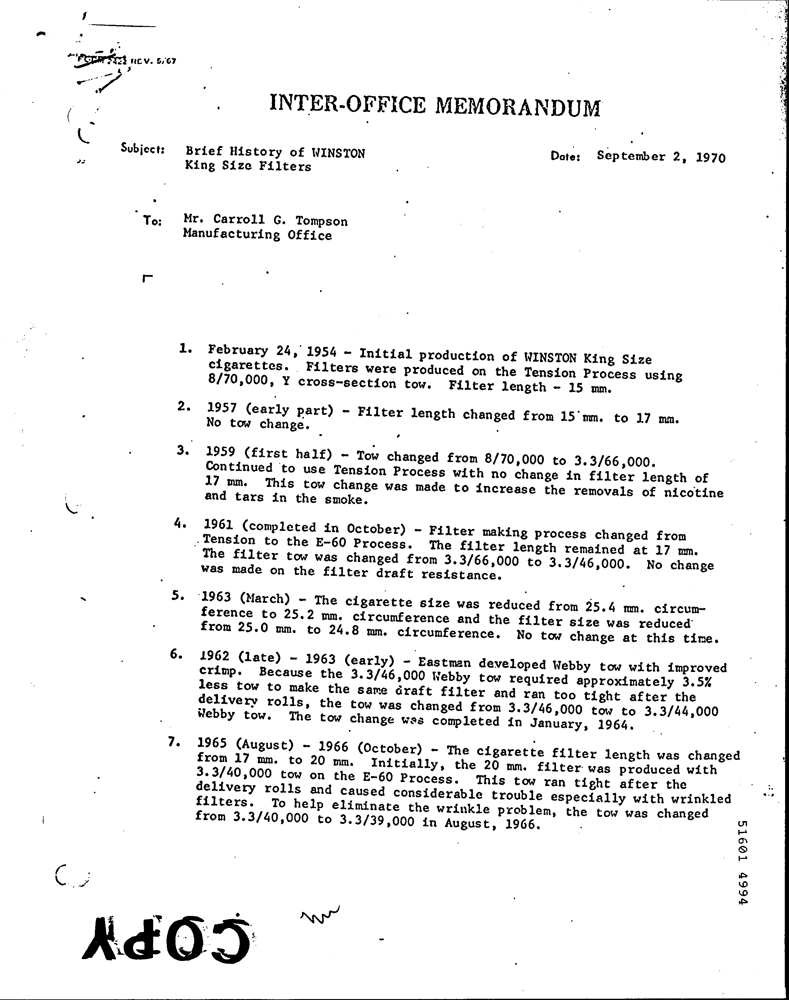 FORM 2422 REV. 5/67
INTER-OFFICE MEMORANDUM
Subject: Brief History of WINSTON
King Size Filters
Date: September 2, 1970
To: Mr. Carroll G. Tompson
Manufacturing Office
1. February 24, 1954 - Initial production of WINSTON King Size
cigarettes. Filters were produced on the Tension Process using
8/70,000, Y cross-section tow. Filter length - 15 mm.
2. 1957 (early part) - Filter length changed from 15 mm. to 17 mm.
No tow change.
3. 1959 (first half) - Tow changed from 8/70,000 to 3.3/66,000.
Continued to use Tension Process with no change in filter length of
17 mm. This tow change was made to increase the removals of nicotine
and tars in the smoke.
4. 1961 (completed in October) - Filter making process changed from
Tension to the E-60 Process. The filter length remained at 17 mm.
The filter tow was changed from 3.3/66,000 to 3.3/46,000. No change
was made on the filter draft resistance.
5. 1963 (March) - The cigarette size was reduced from 25.4 mm. circum-
ference to 25.2 mm. circumference and the filter size was reduced
from 25.0 mm. to 24.8 mm. circumference. No tow change at this time.
6. 1962 (late) - 1963 (early) - Eastman developed Webby tow with improved
crimp. Because the 3.3/46,000 Webby tow required approximately 3.5%
less tow to make the same draft filter and ran too tight after the
delivery rolls, the tow was changed from 3.3/46,000 tow to 3.3/44,000
Webby tow. The tow change was completed in January, 1964.
7. 1965 (August) - 1966 (October) - The cigarette filter length was changed
from 17 mm. to 20 mm. Initially, the 20 mm. filter was produced with
3.3/40,000 tow on the E-60 Process. This tow ran tight after the
delivery rolls and caused considerable trouble especially with wrinkled
filters. To help eliminate the wrinkle problem, the tow was changed
from 3.3/40,000 to 3.3/39,000 in August, 1966.
51601 4994
COPY